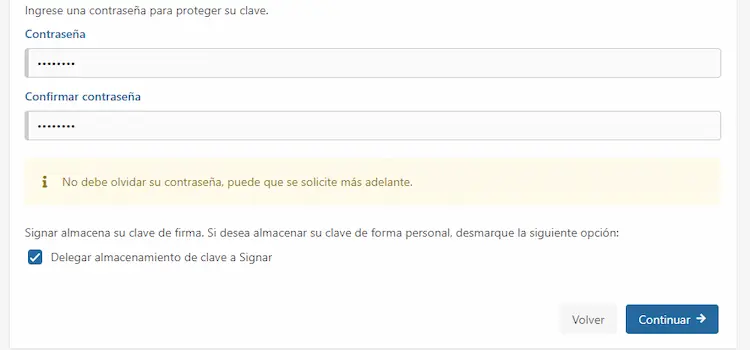 Ingrese una contraseña para proteger su clave.
Contraseña
••••••••
Confirmar contraseña
••••••••
No debe olvidar su contraseña, puede que se solicite más adelante.
Signar almacena su clave de firma. Si desea almacenar su clave de forma personal, desmarque la siguiente opción:
Delegar almacenamiento de clave a Signar
Volver
Continuar →